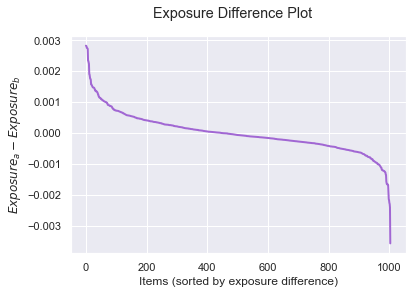 Exposure Difference Plot
Exposure_a − Exposure_b
0.003
0.002
0.001
0.000
−0.001
−0.002
−0.003
0 200 400 600 800 1000
Items (sorted by exposure difference)